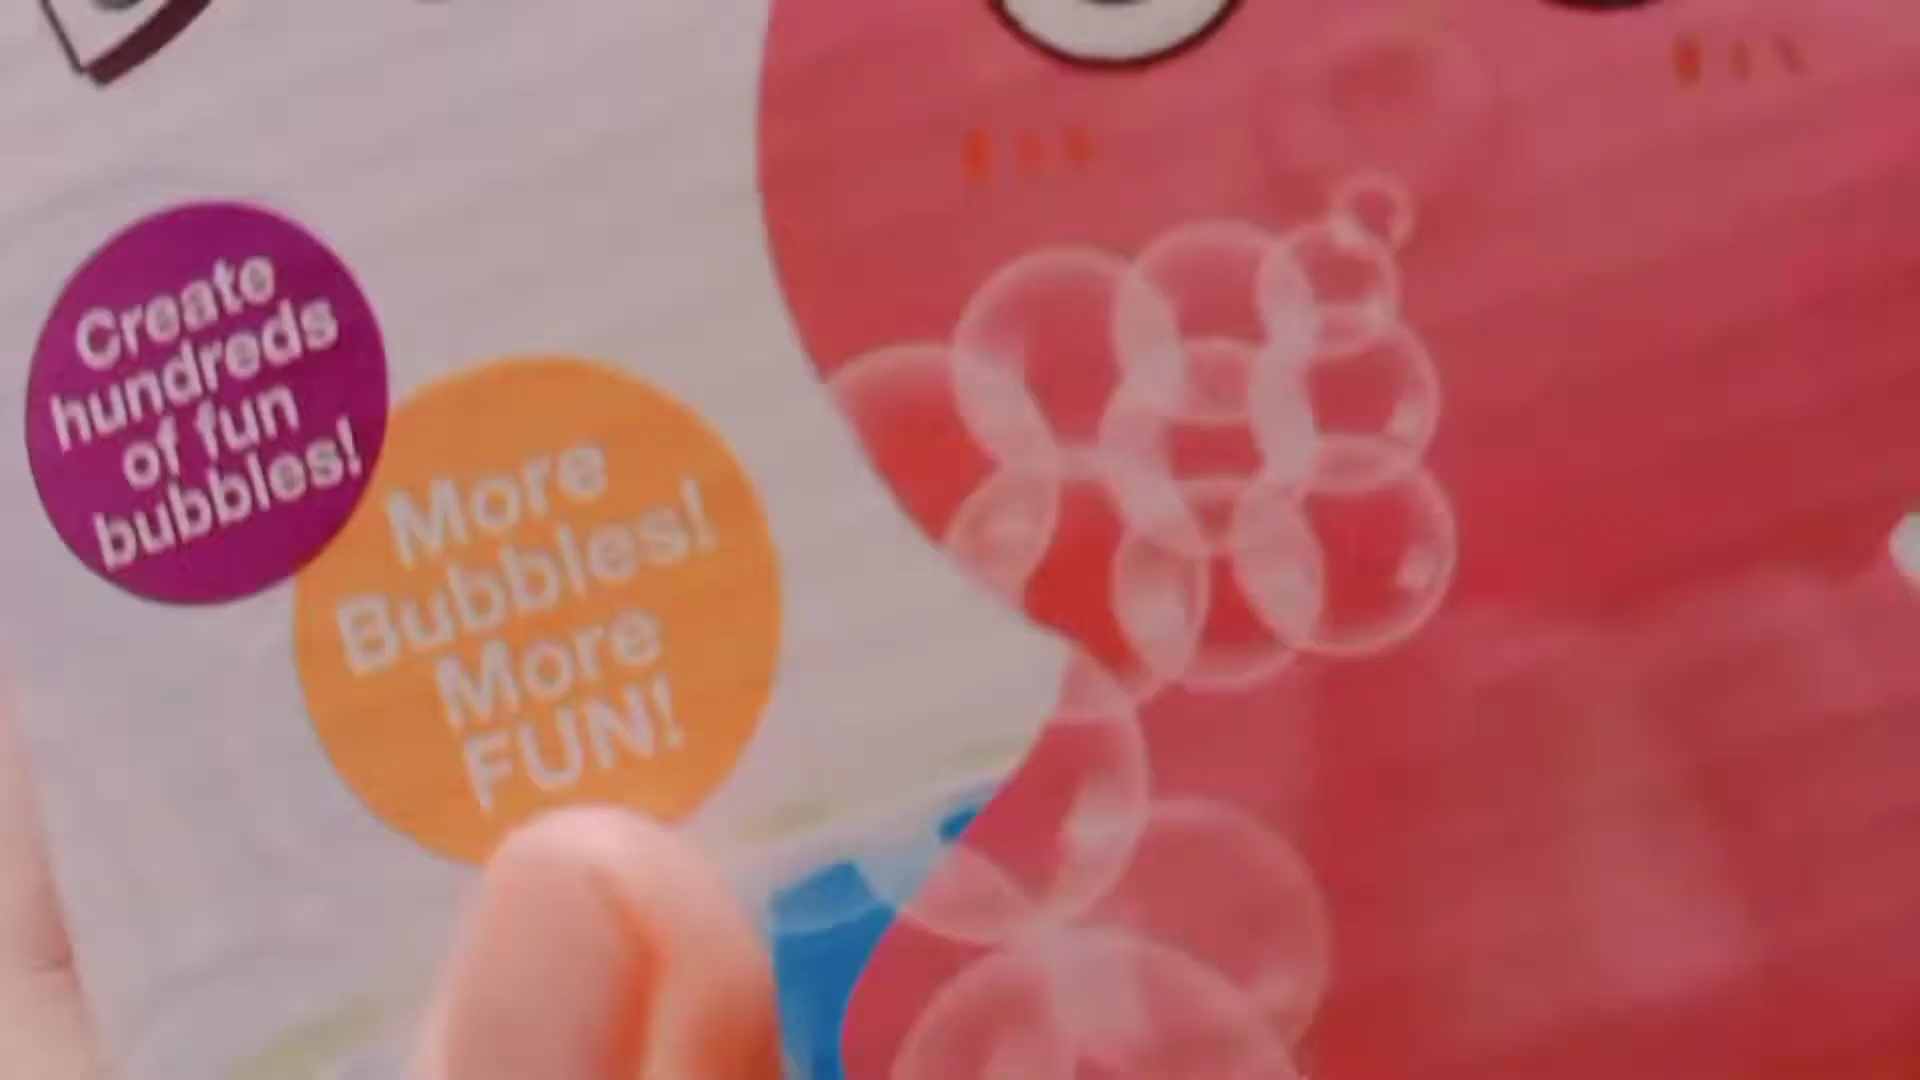 Create
hundreds
of fun
bubbles!
More
Bubbles!
More
FUN!